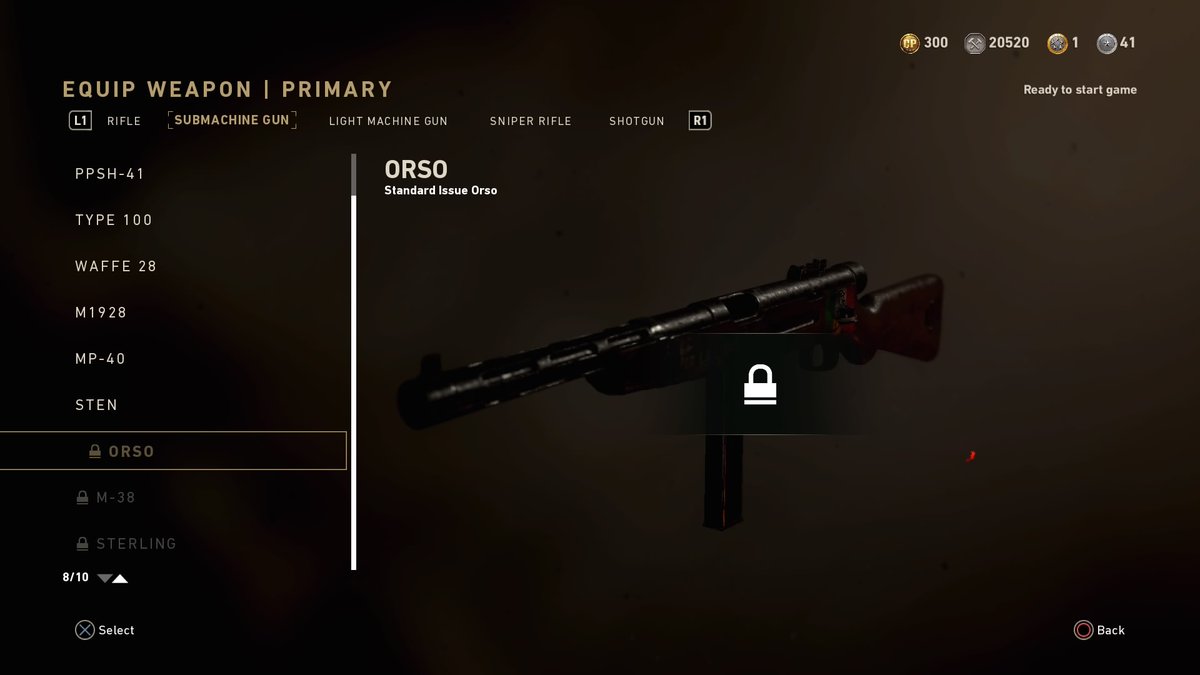 CP 300 20520 1 41
EQUIP WEAPON | PRIMARY
Ready to start game
L1 RIFLE SUBMACHINE GUN LIGHT MACHINE GUN SNIPER RIFLE SHOTGUN R1
PPSH-41
TYPE 100
WAFFE 28
M1928
MP-40
STEN
ORSO
M-38
STERLING
8/10
ORSO
Standard Issue Orso
Select
Back